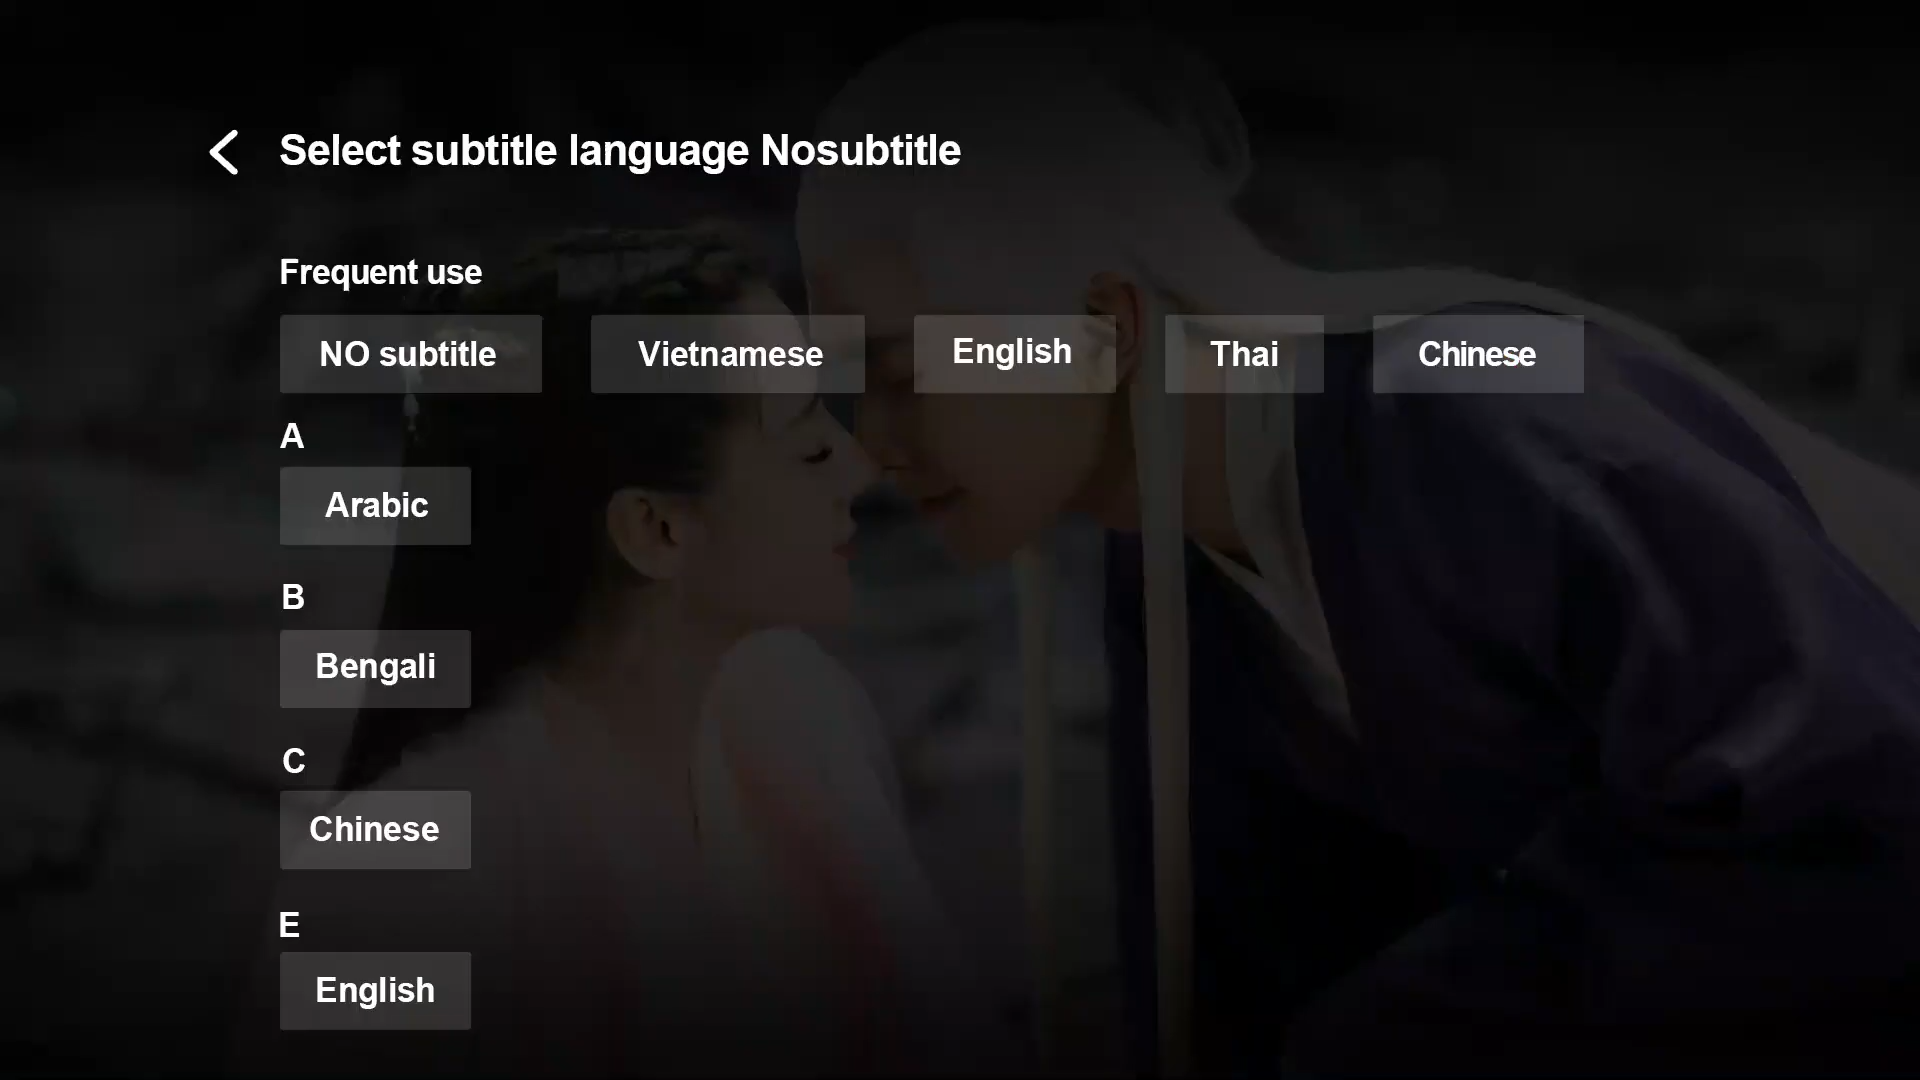 Select subtitle language Nosubtitle
Frequent use
NO subtitle Vietnamese English Thai Chinese
A
Arabic
B
Bengali
C
Chinese
E
English